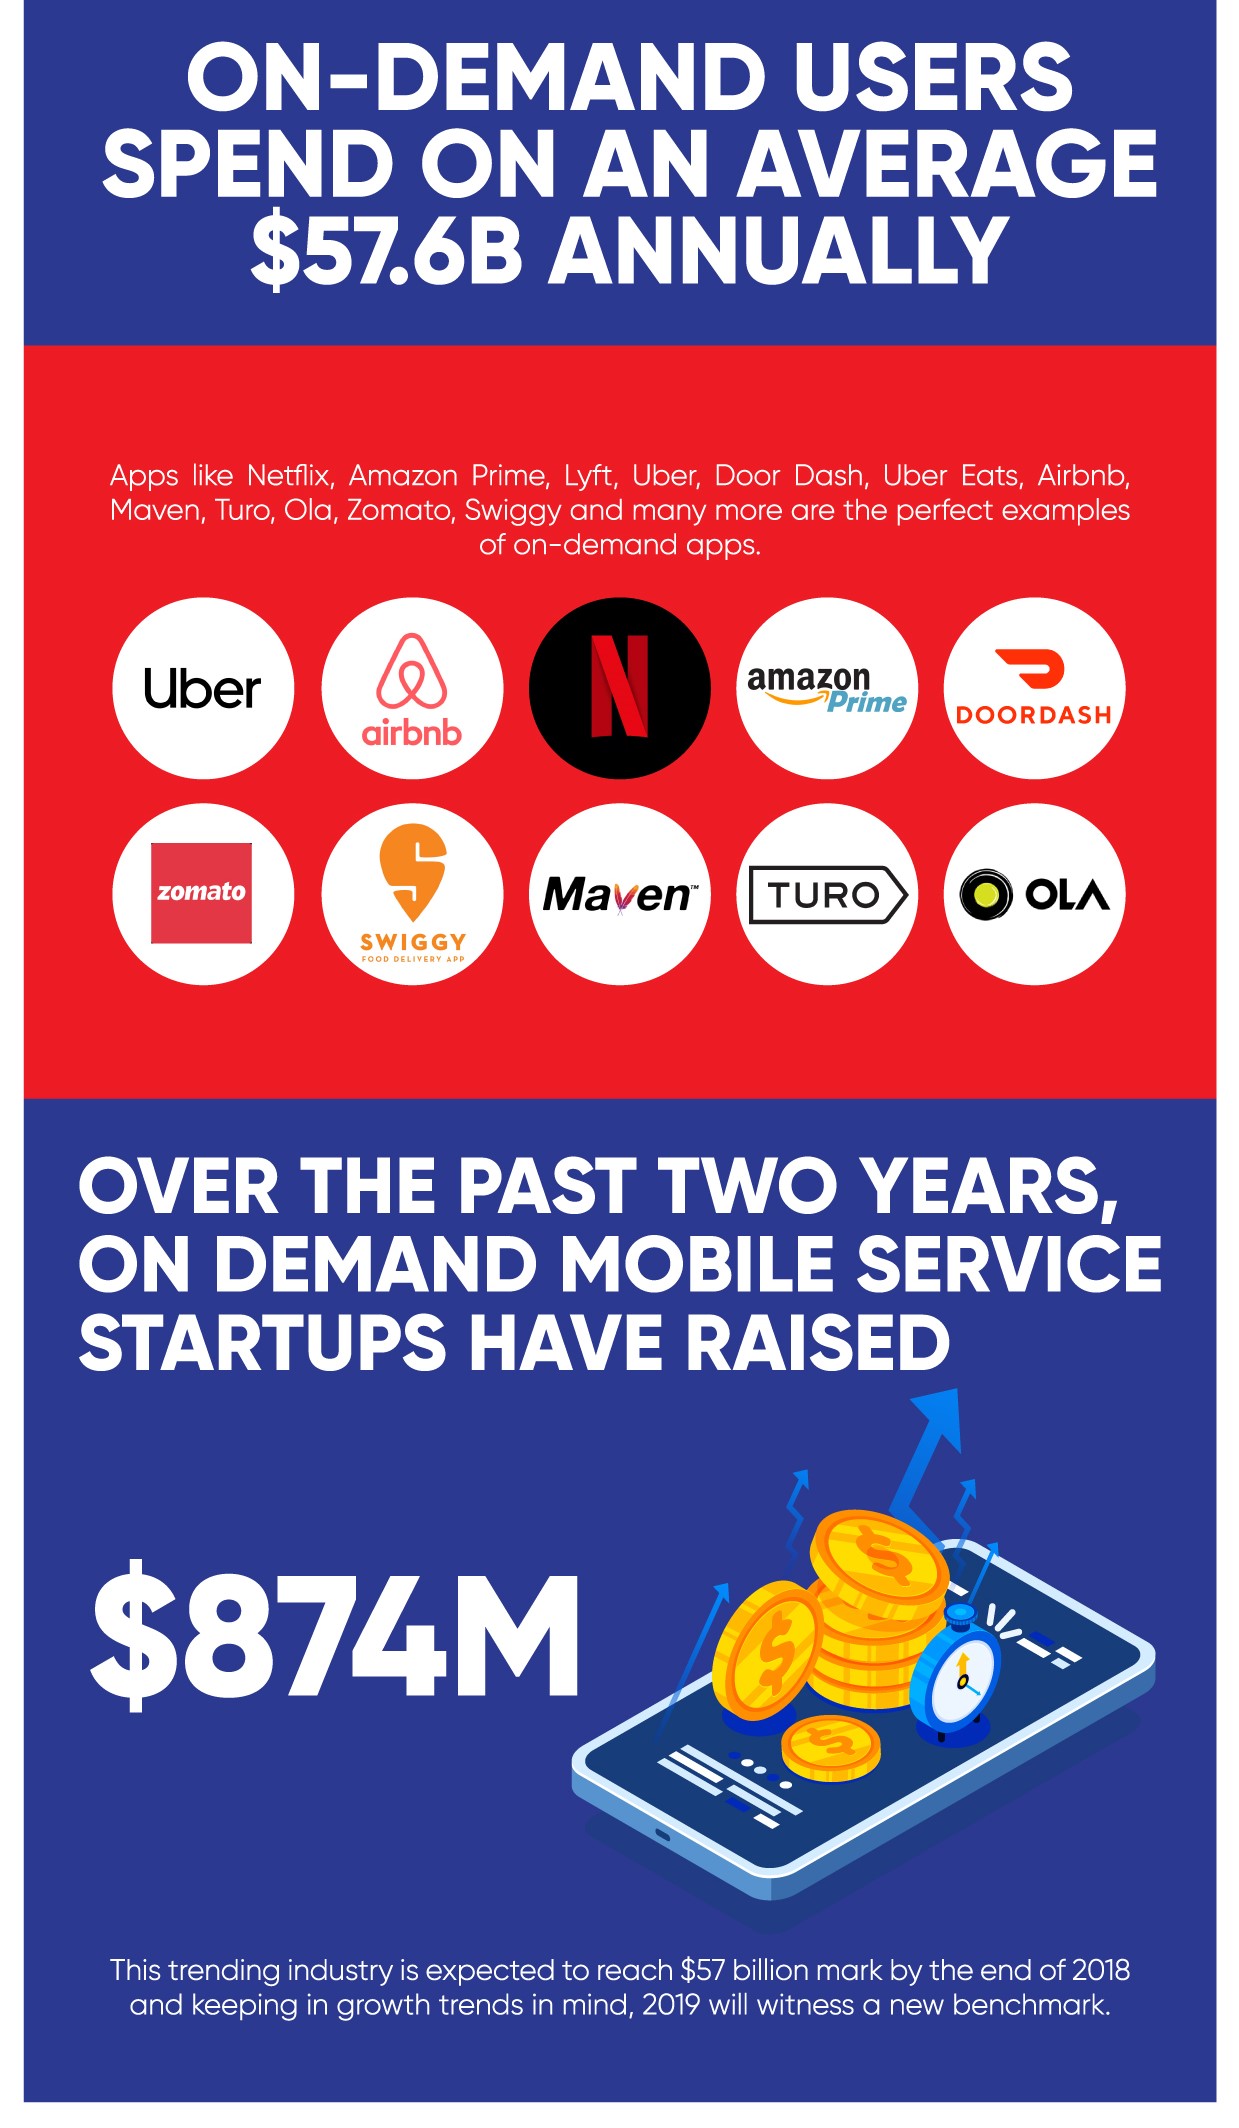 ON-DEMAND USERS
SPEND ON AN AVERAGE
$57.6B ANNUALLY
Apps like Netflix, Amazon Prime, Lyft, Uber, Door Dash, Uber Eats, Airbnb,
Maven, Turo, Ola, Zomato, Swiggy and many more are the perfect examples
of on-demand apps.
Uber
airbnb
N
amazon
Prime
DOORDASH
zomato
SWIGGY
FOOD DELIVERY APP
Maven™
TURO
OLA
OVER THE PAST TWO YEARS,
ON DEMAND MOBILE SERVICE
STARTUPS HAVE RAISED
$874M
This trending industry is expected to reach $57 billion mark by the end of 2018
and keeping in growth trends in mind, 2019 will witness a new benchmark.